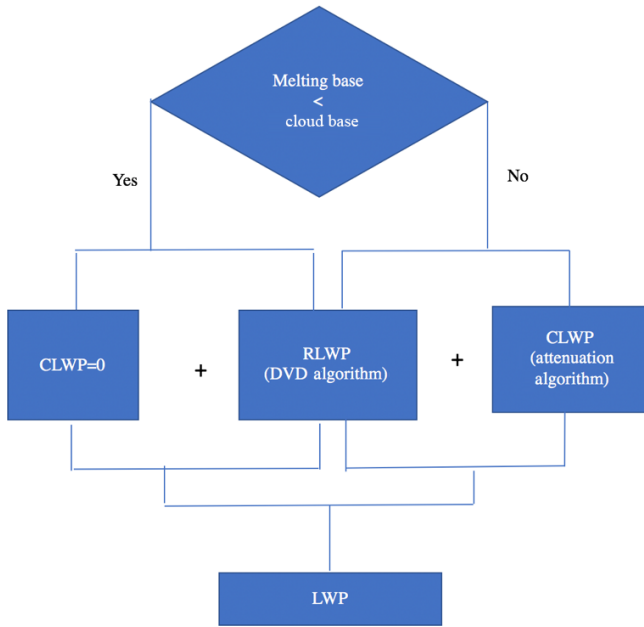 Melting base
<
cloud base
Yes
No
CLWP=0
+
RLWP
(DVD algorithm)
+
CLWP
(attenuation
algorithm)
LWP